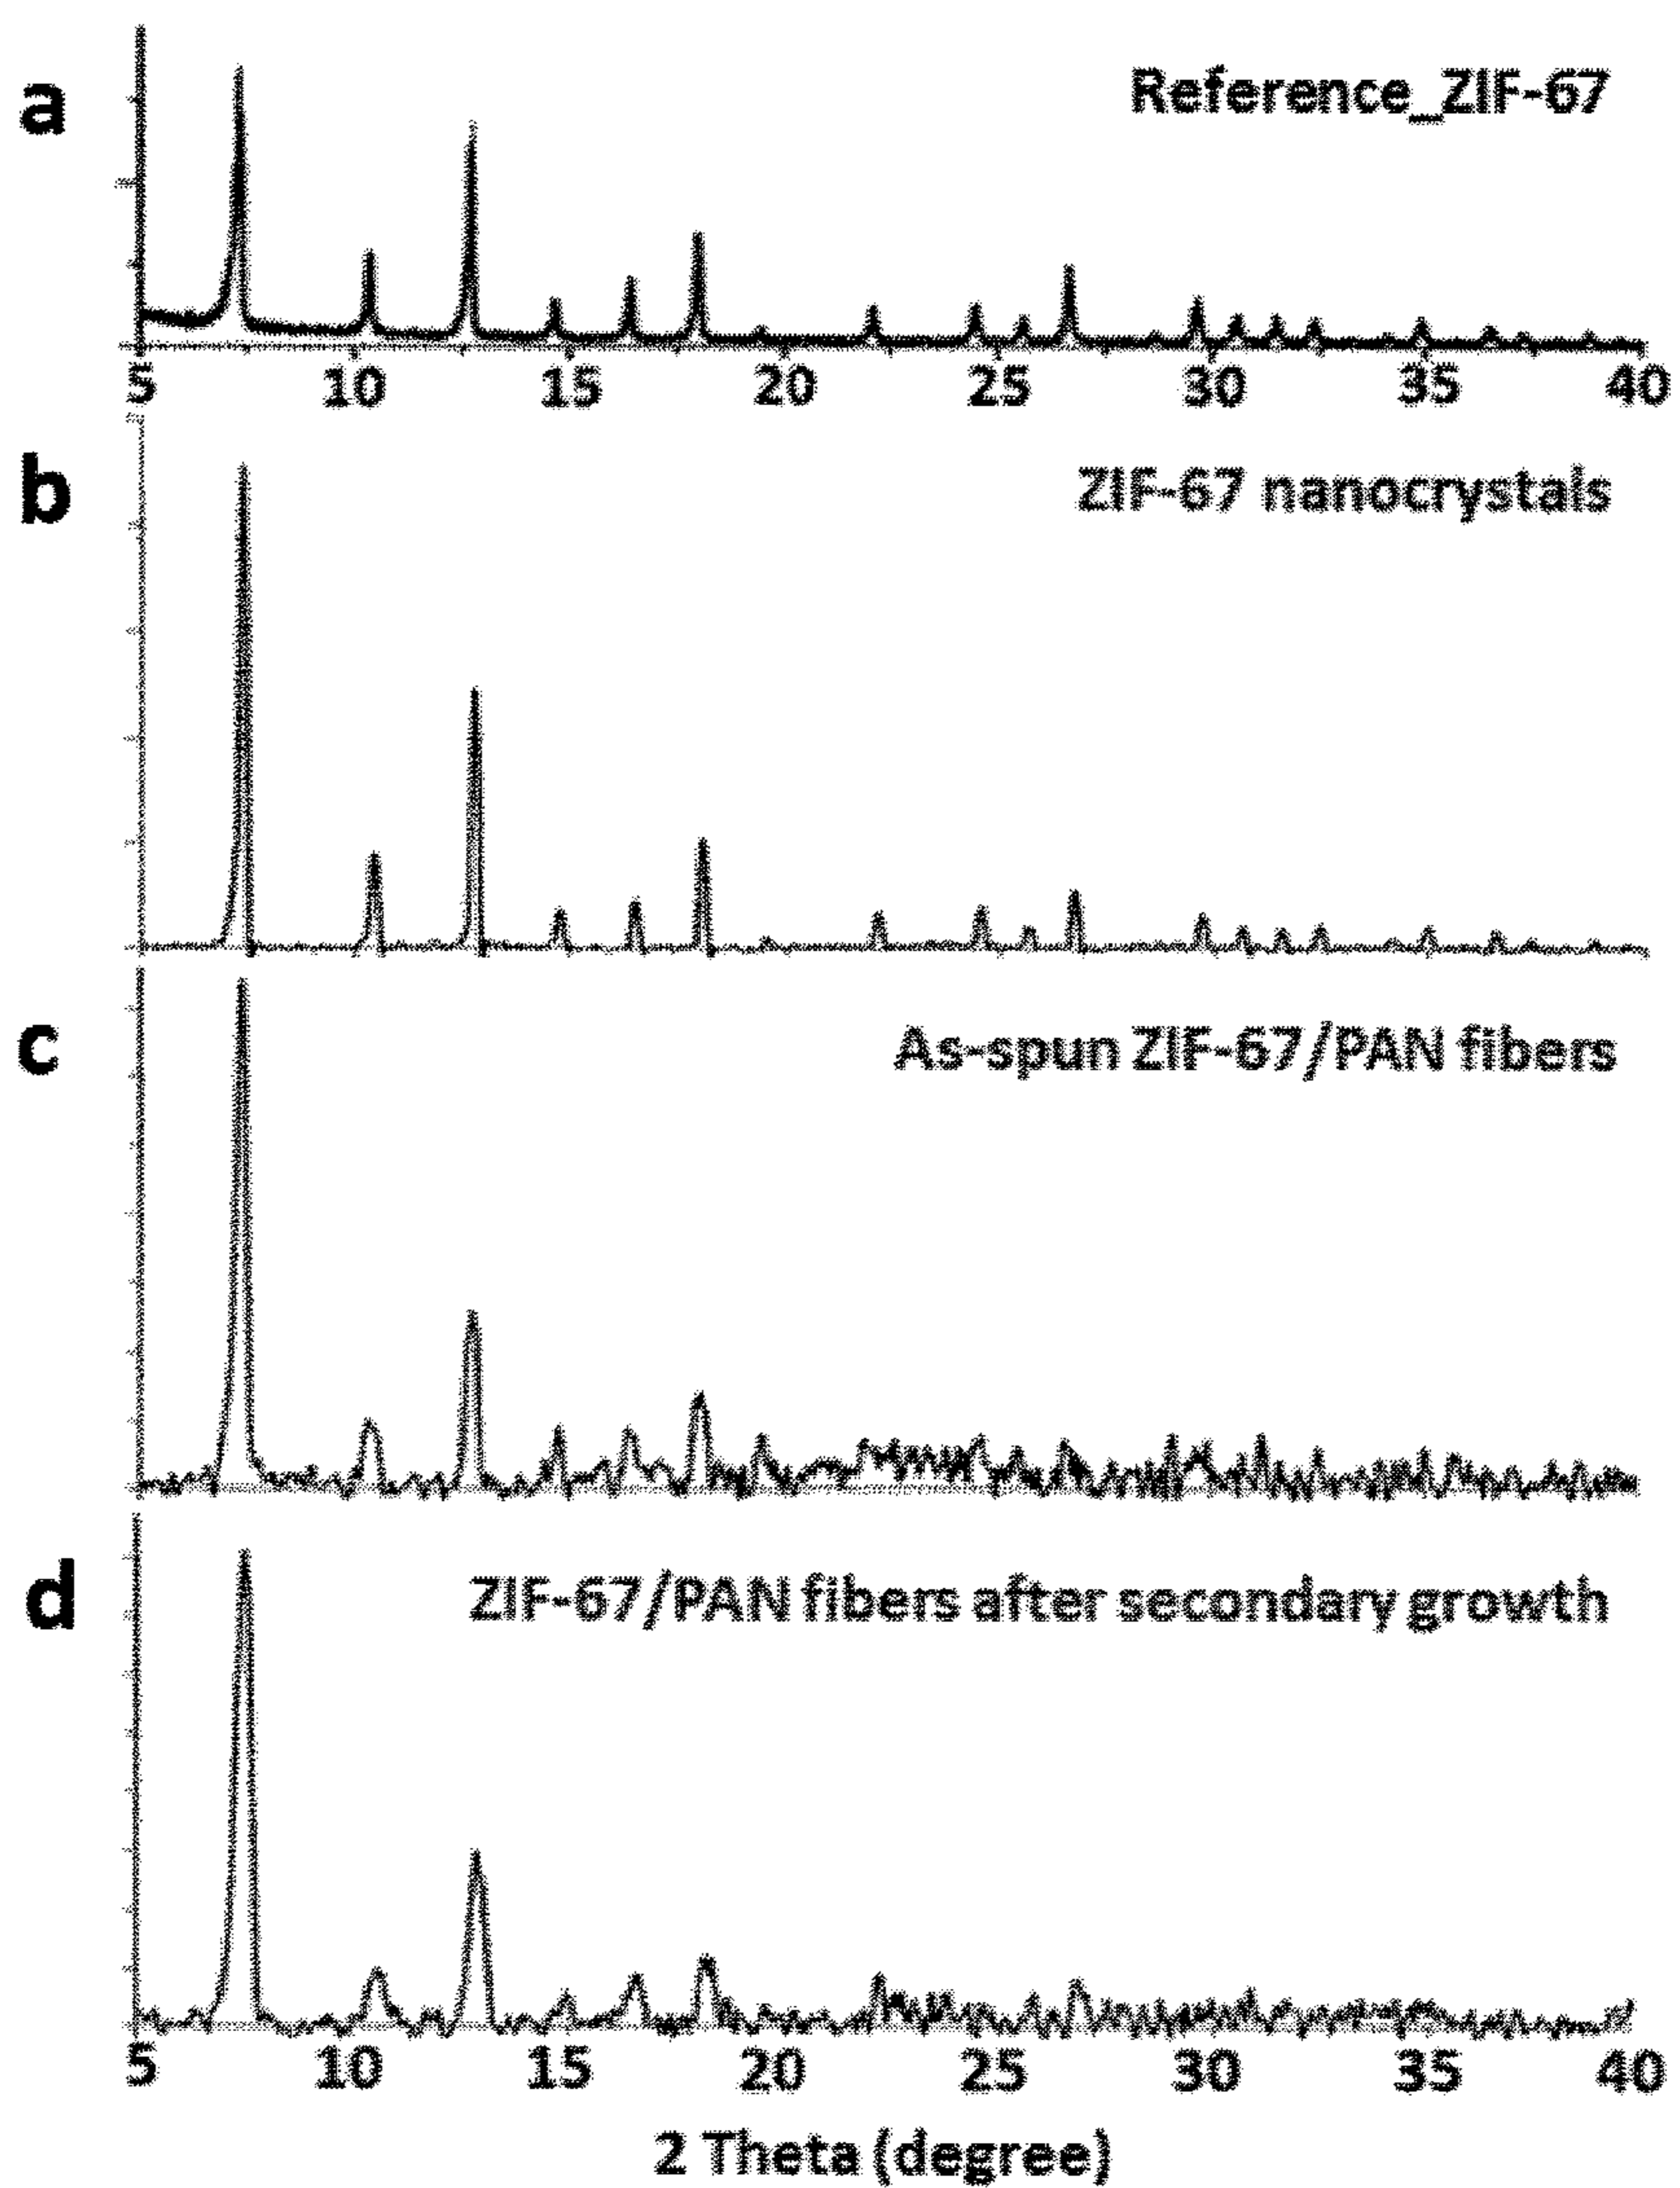 a
Reference_ZIF-67
5 10 15 20 25 30 35 40
b
ZIF-67 nanocrystals
c
As-spun ZIF-67/PAN fibers
d
ZIF-67/PAN fibers after secondary growth
5 10 15 20 25 30 35 40
2 Theta (degree)